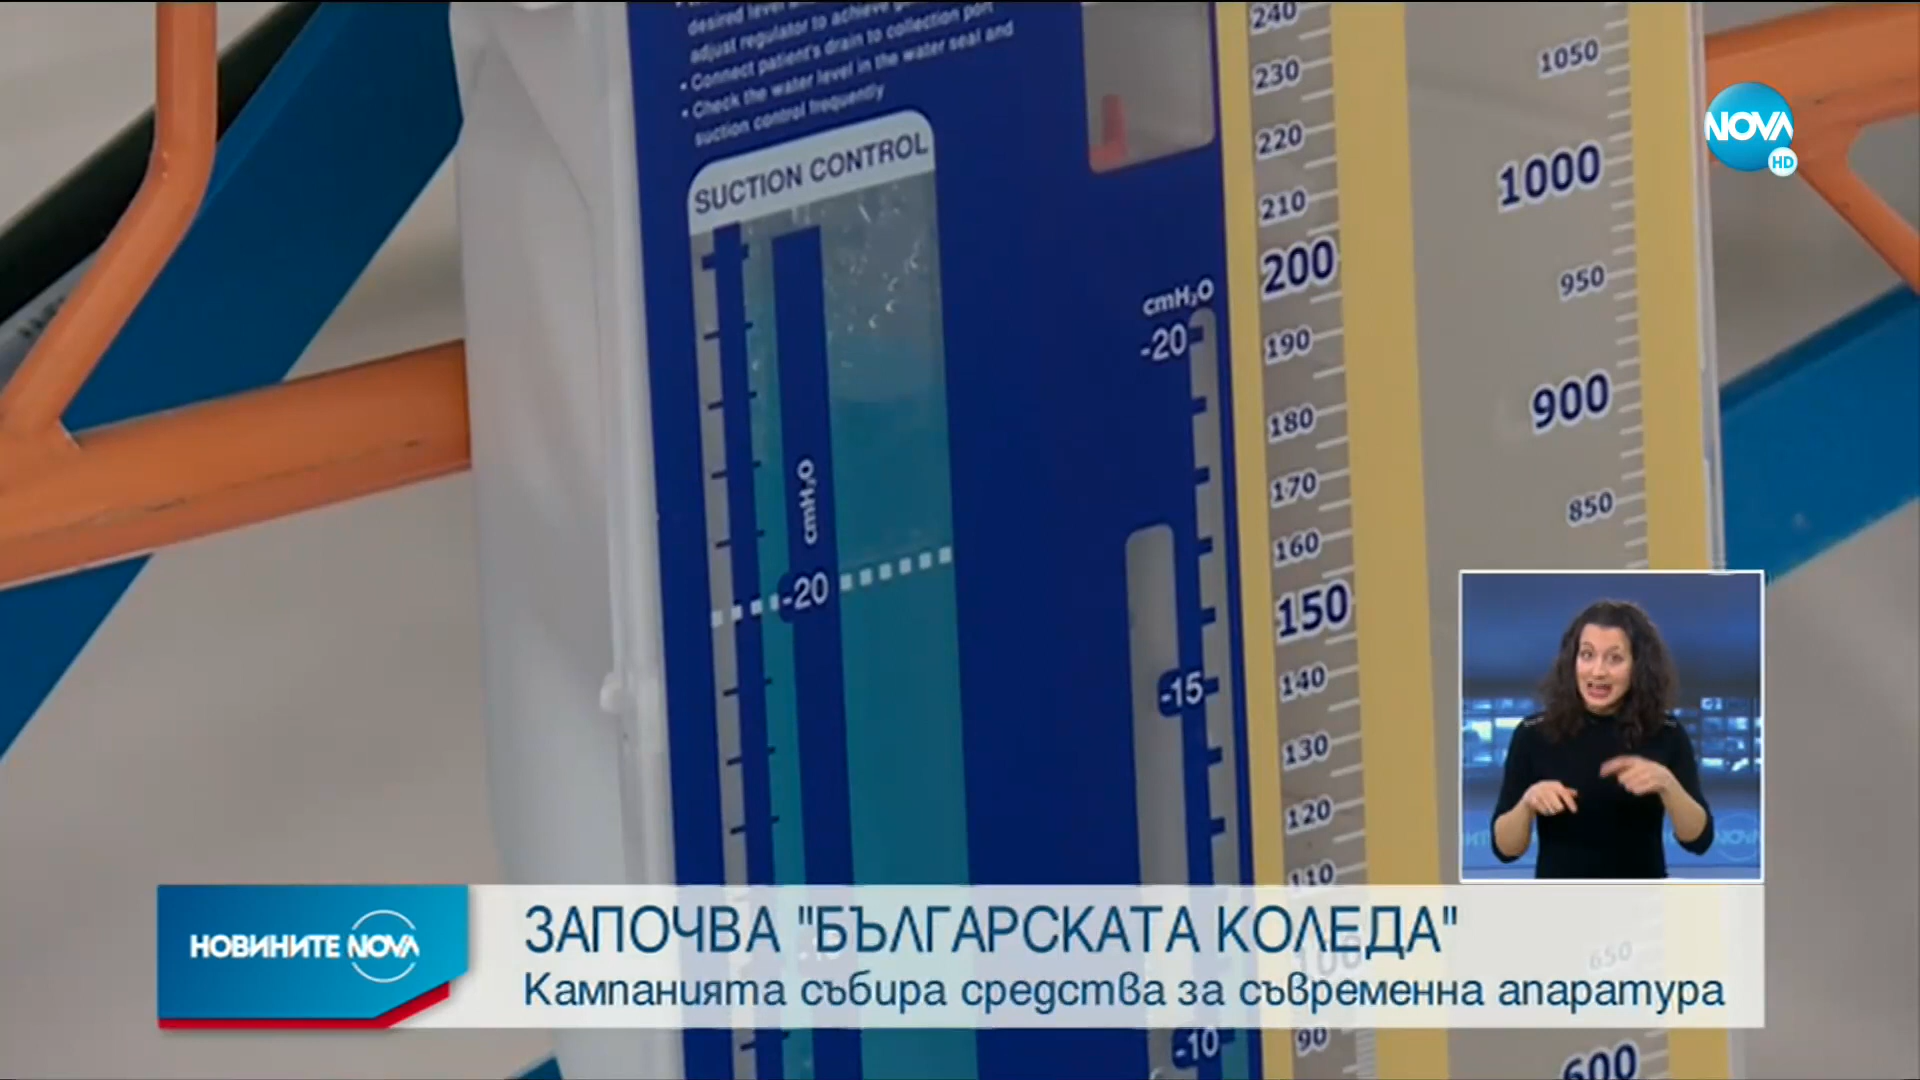 desired level
adjust regulator to achieve
• Connect patient's drain to collection port
• Check the water level in the water seal and
suction control frequently
SUCTION CONTROL
cmH₂O
-20
cmH₂O
-20
-15
-10
240
230
220
210
200
190
180
170
160
150
140
130
120
110
100
90
1050
1000
950
900
850
650
600
NOVA
HD
НОВИНИТЕ NOVA
ЗАПОЧВА "БЪЛГАРСКАТА КОЛЕДА"
Кампанията събира средства за съвременна апаратура